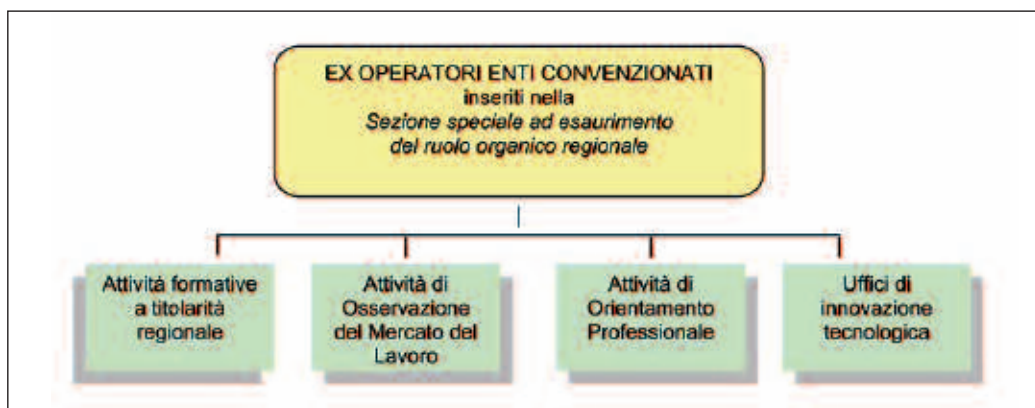 EX OPERATORI ENTI CONVENZIONATI
inseriti nella
Sezione speciale ad esaurimento
del ruolo organico regionale
Attività formative
a titolarità
regionale
Attività di
Osservazione
del Mercato del
Lavoro
Attività di
Orientamento
Professionale
Uffici di
innovazione
tecnologica